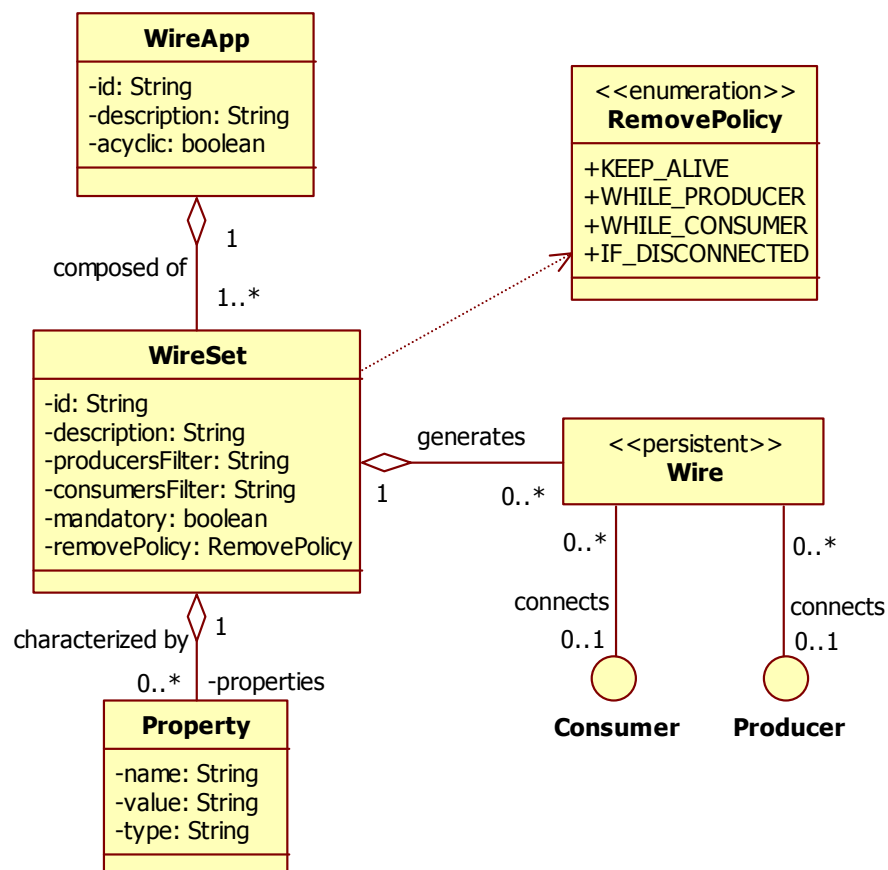 WireApp
-id: String
-description: String
-acyclic: boolean
1
composed of
1..*
<<enumeration>>
RemovePolicy
+KEEP_ALIVE
+WHILE_PRODUCER
+WHILE_CONSUMER
+IF_DISCONNECTED
WireSet
-id: String
-description: String
-producersFilter: String
-consumersFilter: String
-mandatory: boolean
-removePolicy: RemovePolicy
generates
1
0..*
<<persistent>>
Wire
0..*
0..*
connects
connects
0..1
0..1
Consumer
Producer
1
characterized by
0..*
-properties
Property
-name: String
-value: String
-type: String